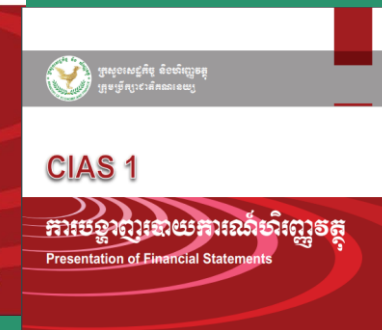 ក្រសួងសេដ្ឋកិច្ច និងហិរញ្ញវត្ថុ
ក្រុមប្រឹក្សាជាតិគណនេយ្យ
CIAS 1
ការបង្ហាញរបាយការណ៍ហិរញ្ញវត្ថុ
Presentation of Financial Statements